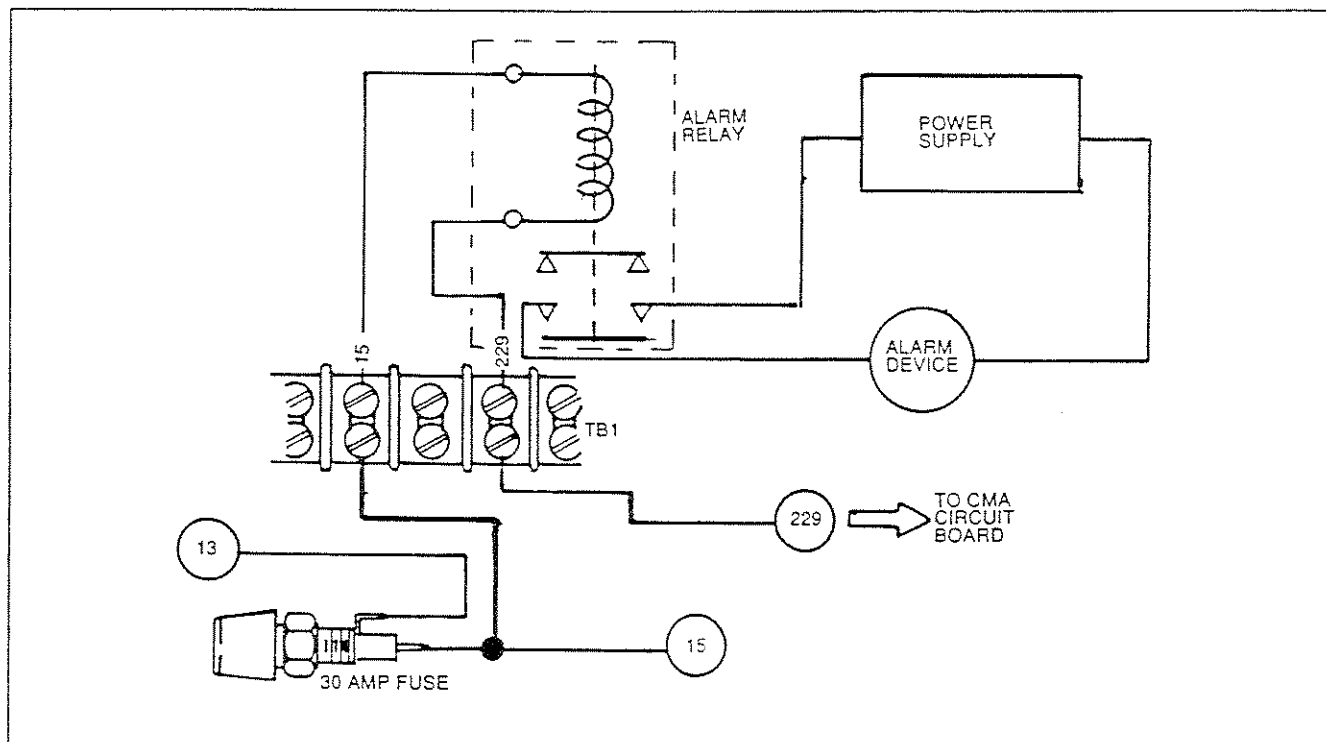 ALARM
RELAY
POWER
SUPPLY
15
229
ALARM
DEVICE
TB1
229
TO CMA
CIRCUIT
BOARD
13
15
30 AMP FUSE